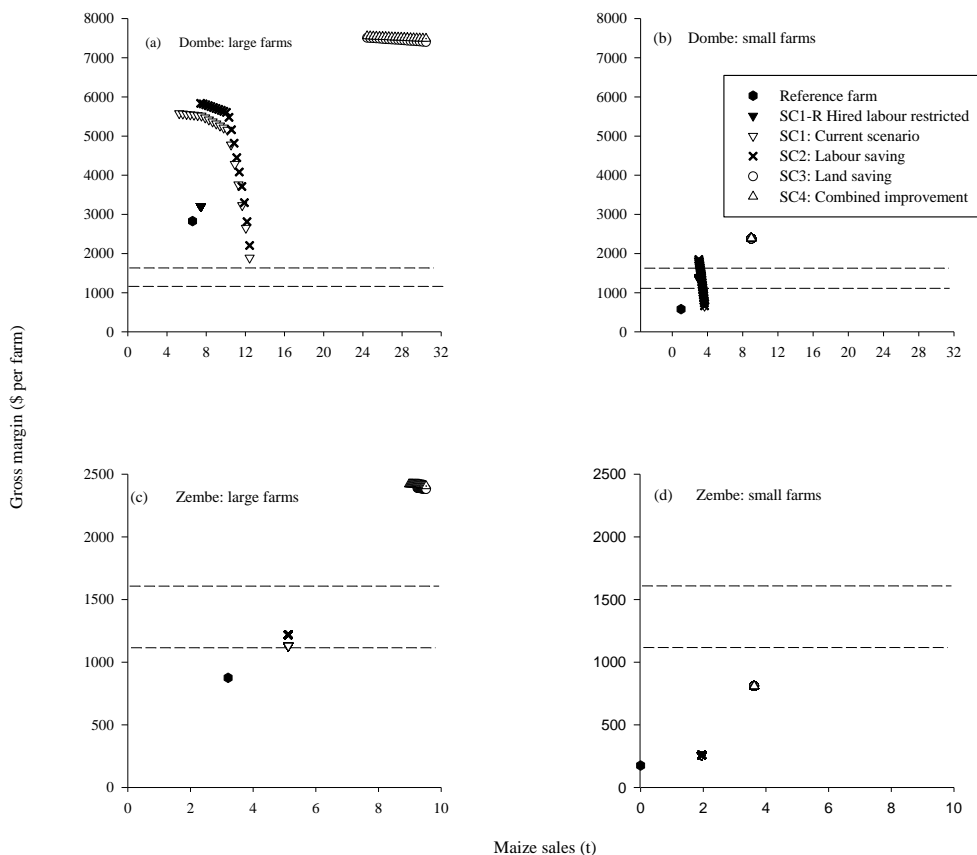 Gross margin ($ per farm)
(a) Dombe: large farms
8000
7000
6000
5000
4000
3000
2000
1000
0
0 4 8 12 16 20 24 28 32
(b) Dombe: small farms
8000
7000
6000
5000
4000
3000
2000
1000
0
0 4 8 12 16 20 24 28 32
Reference farm
SC1-R Hired labour restricted
SC1: Current scenario
SC2: Labour saving
SC3: Land saving
SC4: Combined improvement
(c) Zembe: large farms
2500
2000
1500
1000
500
0
0 2 4 6 8 10
(d) Zembe: small farms
2500
2000
1500
1000
500
0
0 2 4 6 8 10
Maize sales (t)